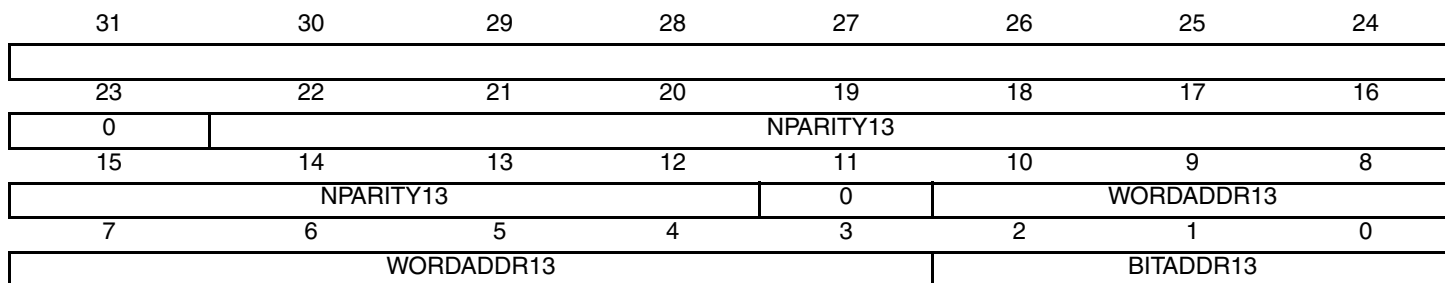 31 30 29 28 27 26 25 24
23 22 21 20 19 18 17 16
0 NPARITY13
15 14 13 12 11 10 9 8
NPARITY13 0 WORDADDR13
7 6 5 4 3 2 1 0
WORDADDR13 BITADDR13